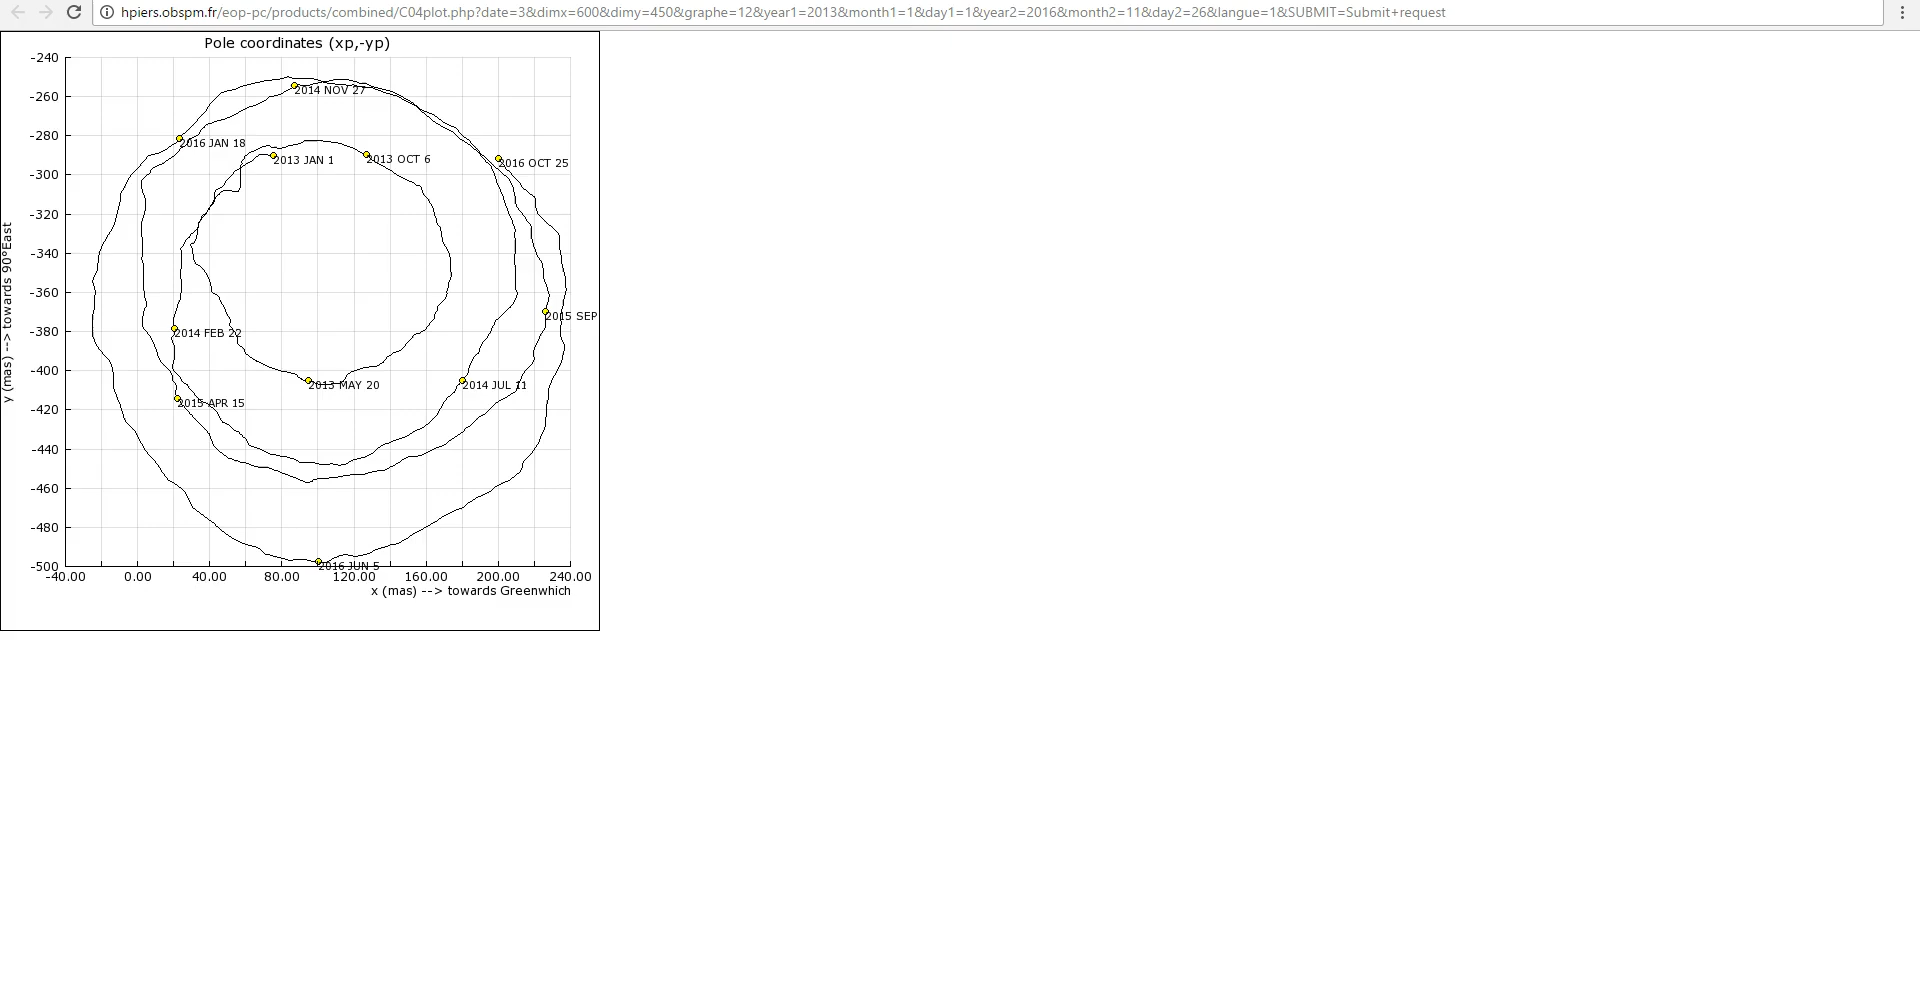 hpiers.obspm.fr/eop-pc/products/combined/C04plot.php?date=3&dimx=600&dimy=450&graphe=12&year1=2013&month1=1&day1=1&year2=2016&month2=11&day2=26&langue=1&SUBMIT=Submit+request
Pole coordinates (xp,-yp)
-240
-260
-280
-300
-320
-340
-360
-380
-400
-420
-440
-460
-480
-500
y (mas) --> towards 90°East
2014 NOV 27
2016 JAN 18
2013 JAN 1
2013 OCT 6
2016 OCT 25
2015 SEP
2014 FEB 22
2013 MAY 20
2014 JUL 11
2015 APR 15
2016 JUN 5
-40.00 0.00 40.00 80.00 120.00 160.00 200.00 240.00
x (mas) --> towards Greenwhich